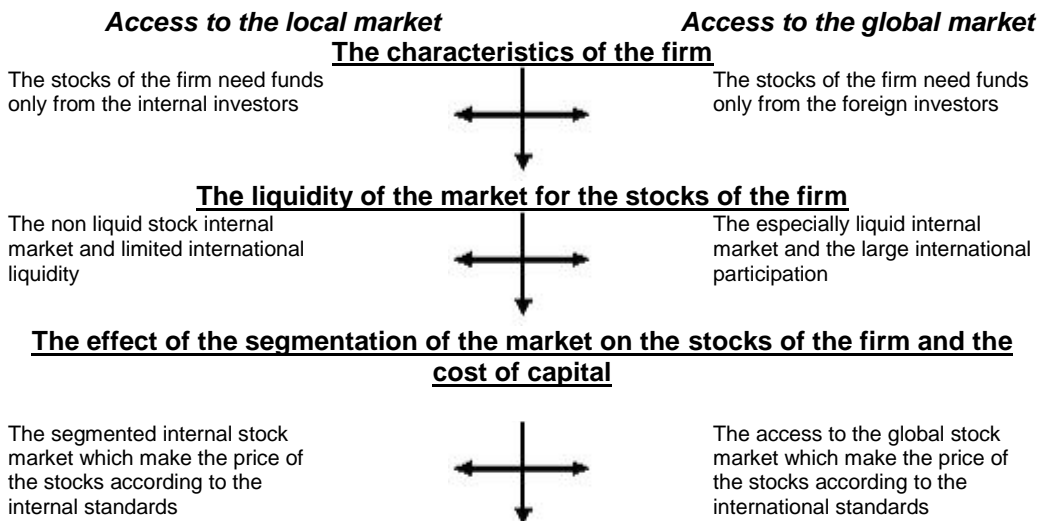 Access to the local market
Access to the global market
The characteristics of the firm
The stocks of the firm need funds
only from the internal investors
The stocks of the firm need funds
only from the foreign investors
The liquidity of the market for the stocks of the firm
The non liquid stock internal
market and limited international
liquidity
The especially liquid internal
market and the large international
participation
The effect of the segmentation of the market on the stocks of the firm and the
cost of capital
The segmented internal stock
market which make the price of
the stocks according to the
internal standards
The access to the global stock
market which make the price of
the stocks according to the
international standards